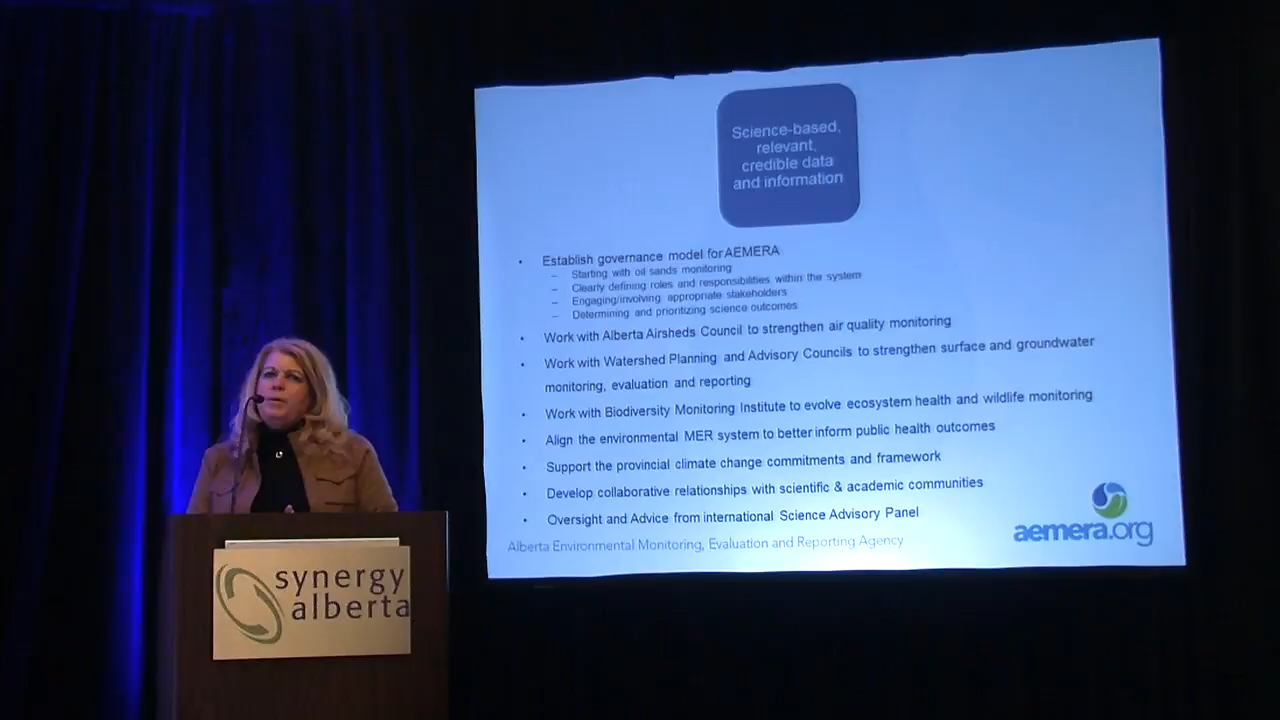 Science-based,
relevant,
credible data
and information
• Establish governance model for AEMERA
– Starting with oil sands monitoring
– Clearly defining roles and responsibilities within the system
– Engaging/involving appropriate stakeholders
– Determining and prioritizing science outcomes
• Work with Alberta Airsheds Council to strengthen air quality monitoring
• Work with Watershed Planning and Advisory Councils to strengthen surface and groundwater
monitoring, evaluation and reporting
• Work with Biodiversity Monitoring Institute to evolve ecosystem health and wildlife monitoring
• Align the environmental MER system to better inform public health outcomes
• Support the provincial climate change commitments and framework
• Develop collaborative relationships with scientific & academic communities
• Oversight and Advice from international Science Advisory Panel
Alberta Environmental Monitoring, Evaluation and Reporting Agency
aemera.org
synergy
alberta